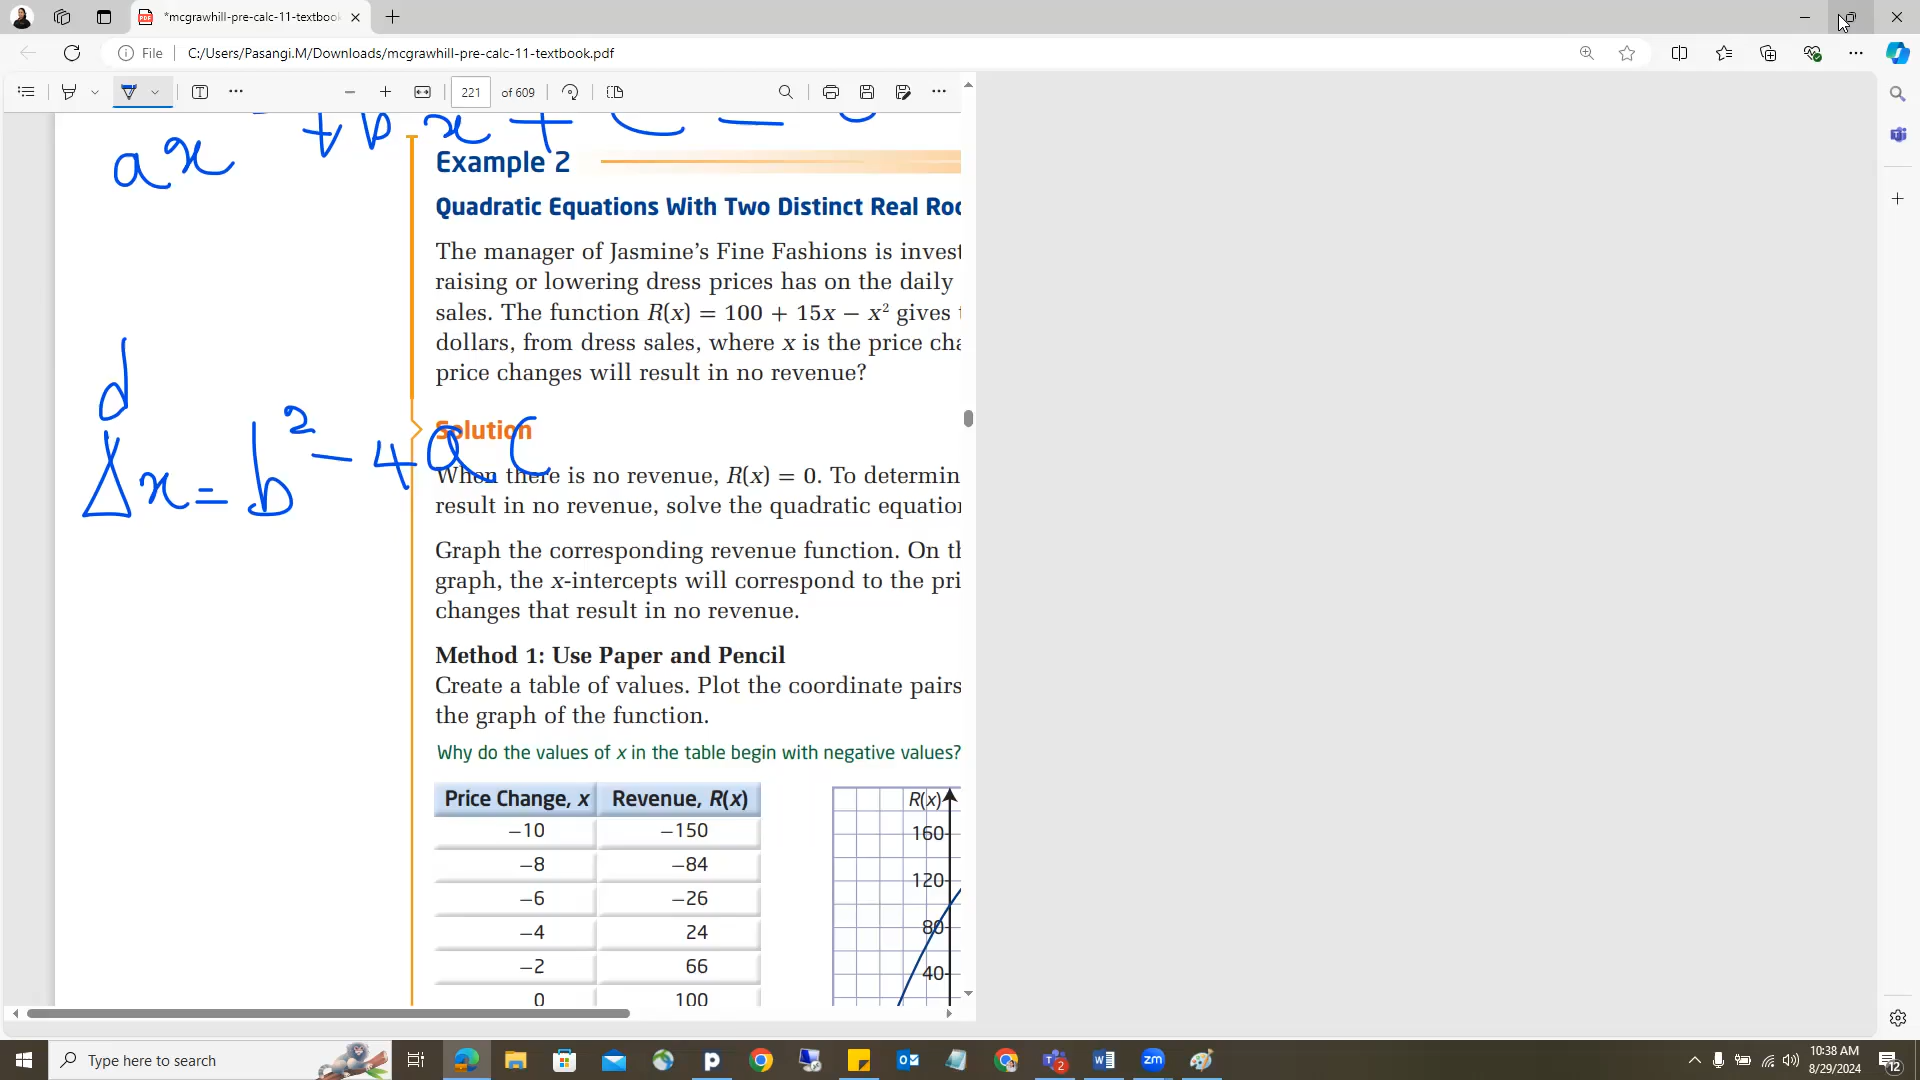 *mcgrawhill-pre-calc-11-textbook
File
C:/Users/Pasangi.M/Downloads/mcgrawhill-pre-calc-11-textbook.pdf
221 of 609
ax + bx + c =
Example 2
Quadratic Equations With Two Distinct Real Roo
The manager of Jasmine's Fine Fashions is invest
raising or lowering dress prices has on the daily
sales. The function R(x) = 100 + 15x − x² gives
dollars, from dress sales, where x is the price cha
price changes will result in no revenue?
d
Δx = b² − 4ac
Solution
When there is no revenue, R(x) = 0. To determin
result in no revenue, solve the quadratic equation
Graph the corresponding revenue function. On th
graph, the x-intercepts will correspond to the pri
changes that result in no revenue.
Method 1: Use Paper and Pencil
Create a table of values. Plot the coordinate pairs
the graph of the function.
Why do the values of x in the table begin with negative values?
Price Change, x Revenue, R(x)
−10 −150
−8 −84
−6 −26
−4 24
−2 66
0 100
R(x)
160
120
80
40
Type here to search
2
10:38 AM
8/29/2024
12